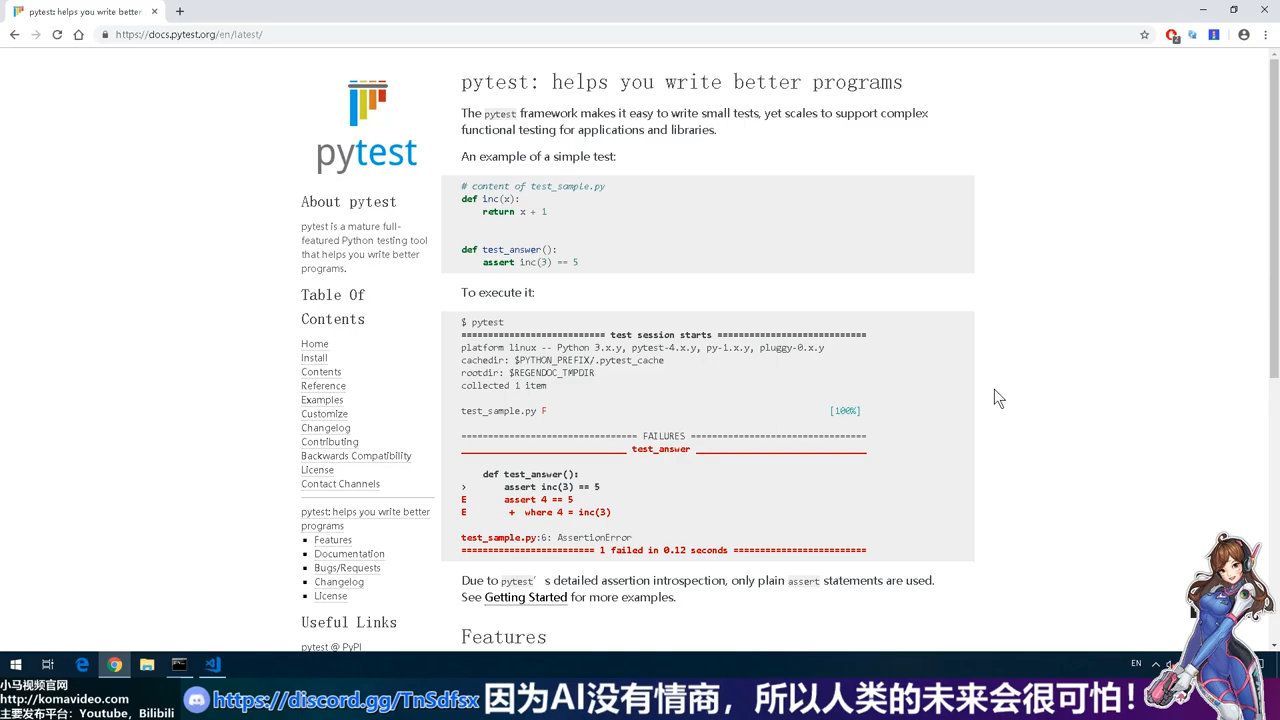 pytest: helps you write better
https://docs.pytest.org/en/latest/
2
pytest
About pytest
pytest is a mature full-
featured Python testing tool
that helps you write better
programs.
Table Of
Contents
Home
Install
Contents
Reference
Examples
Customize
Changelog
Contributing
Backwards Compatibility
License
Contact Channels
pytest: helps you write better
programs
Features
Documentation
Bugs/Requests
Changelog
License
Useful Links
pytest @ PyPI
pytest: helps you write better programs
The pytest framework makes it easy to write small tests, yet scales to support complex
functional testing for applications and libraries.
An example of a simple test:
# content of test_sample.py
def inc(x):
return x + 1
def test_answer():
assert inc(3) == 5
To execute it:
$ pytest
=========================== test session starts ============================
platform linux -- Python 3.x.y, pytest-4.x.y, py-1.x.y, pluggy-0.x.y
cachedir: $PYTHON_PREFIX/.pytest_cache
rootdir: $REGENDOC_TMPDIR
collected 1 item
test_sample.py F [100%]
================================= FAILURES =================================
_______________________________ test_answer ________________________________
def test_answer():
> assert inc(3) == 5
E assert 4 == 5
E + where 4 = inc(3)
test_sample.py:6: AssertionError
========================= 1 failed in 0.12 seconds =========================
Due to pytest’s detailed assertion introspection, only plain assert statements are used.
See Getting Started for more examples.
Features
EN
小马视频官网
http://komavideo.com
主要发布平台：Youtube，Bilibili
https://discord.gg/TnSdfsx
因为AI没有情商，所以人类的未来会很可怕！